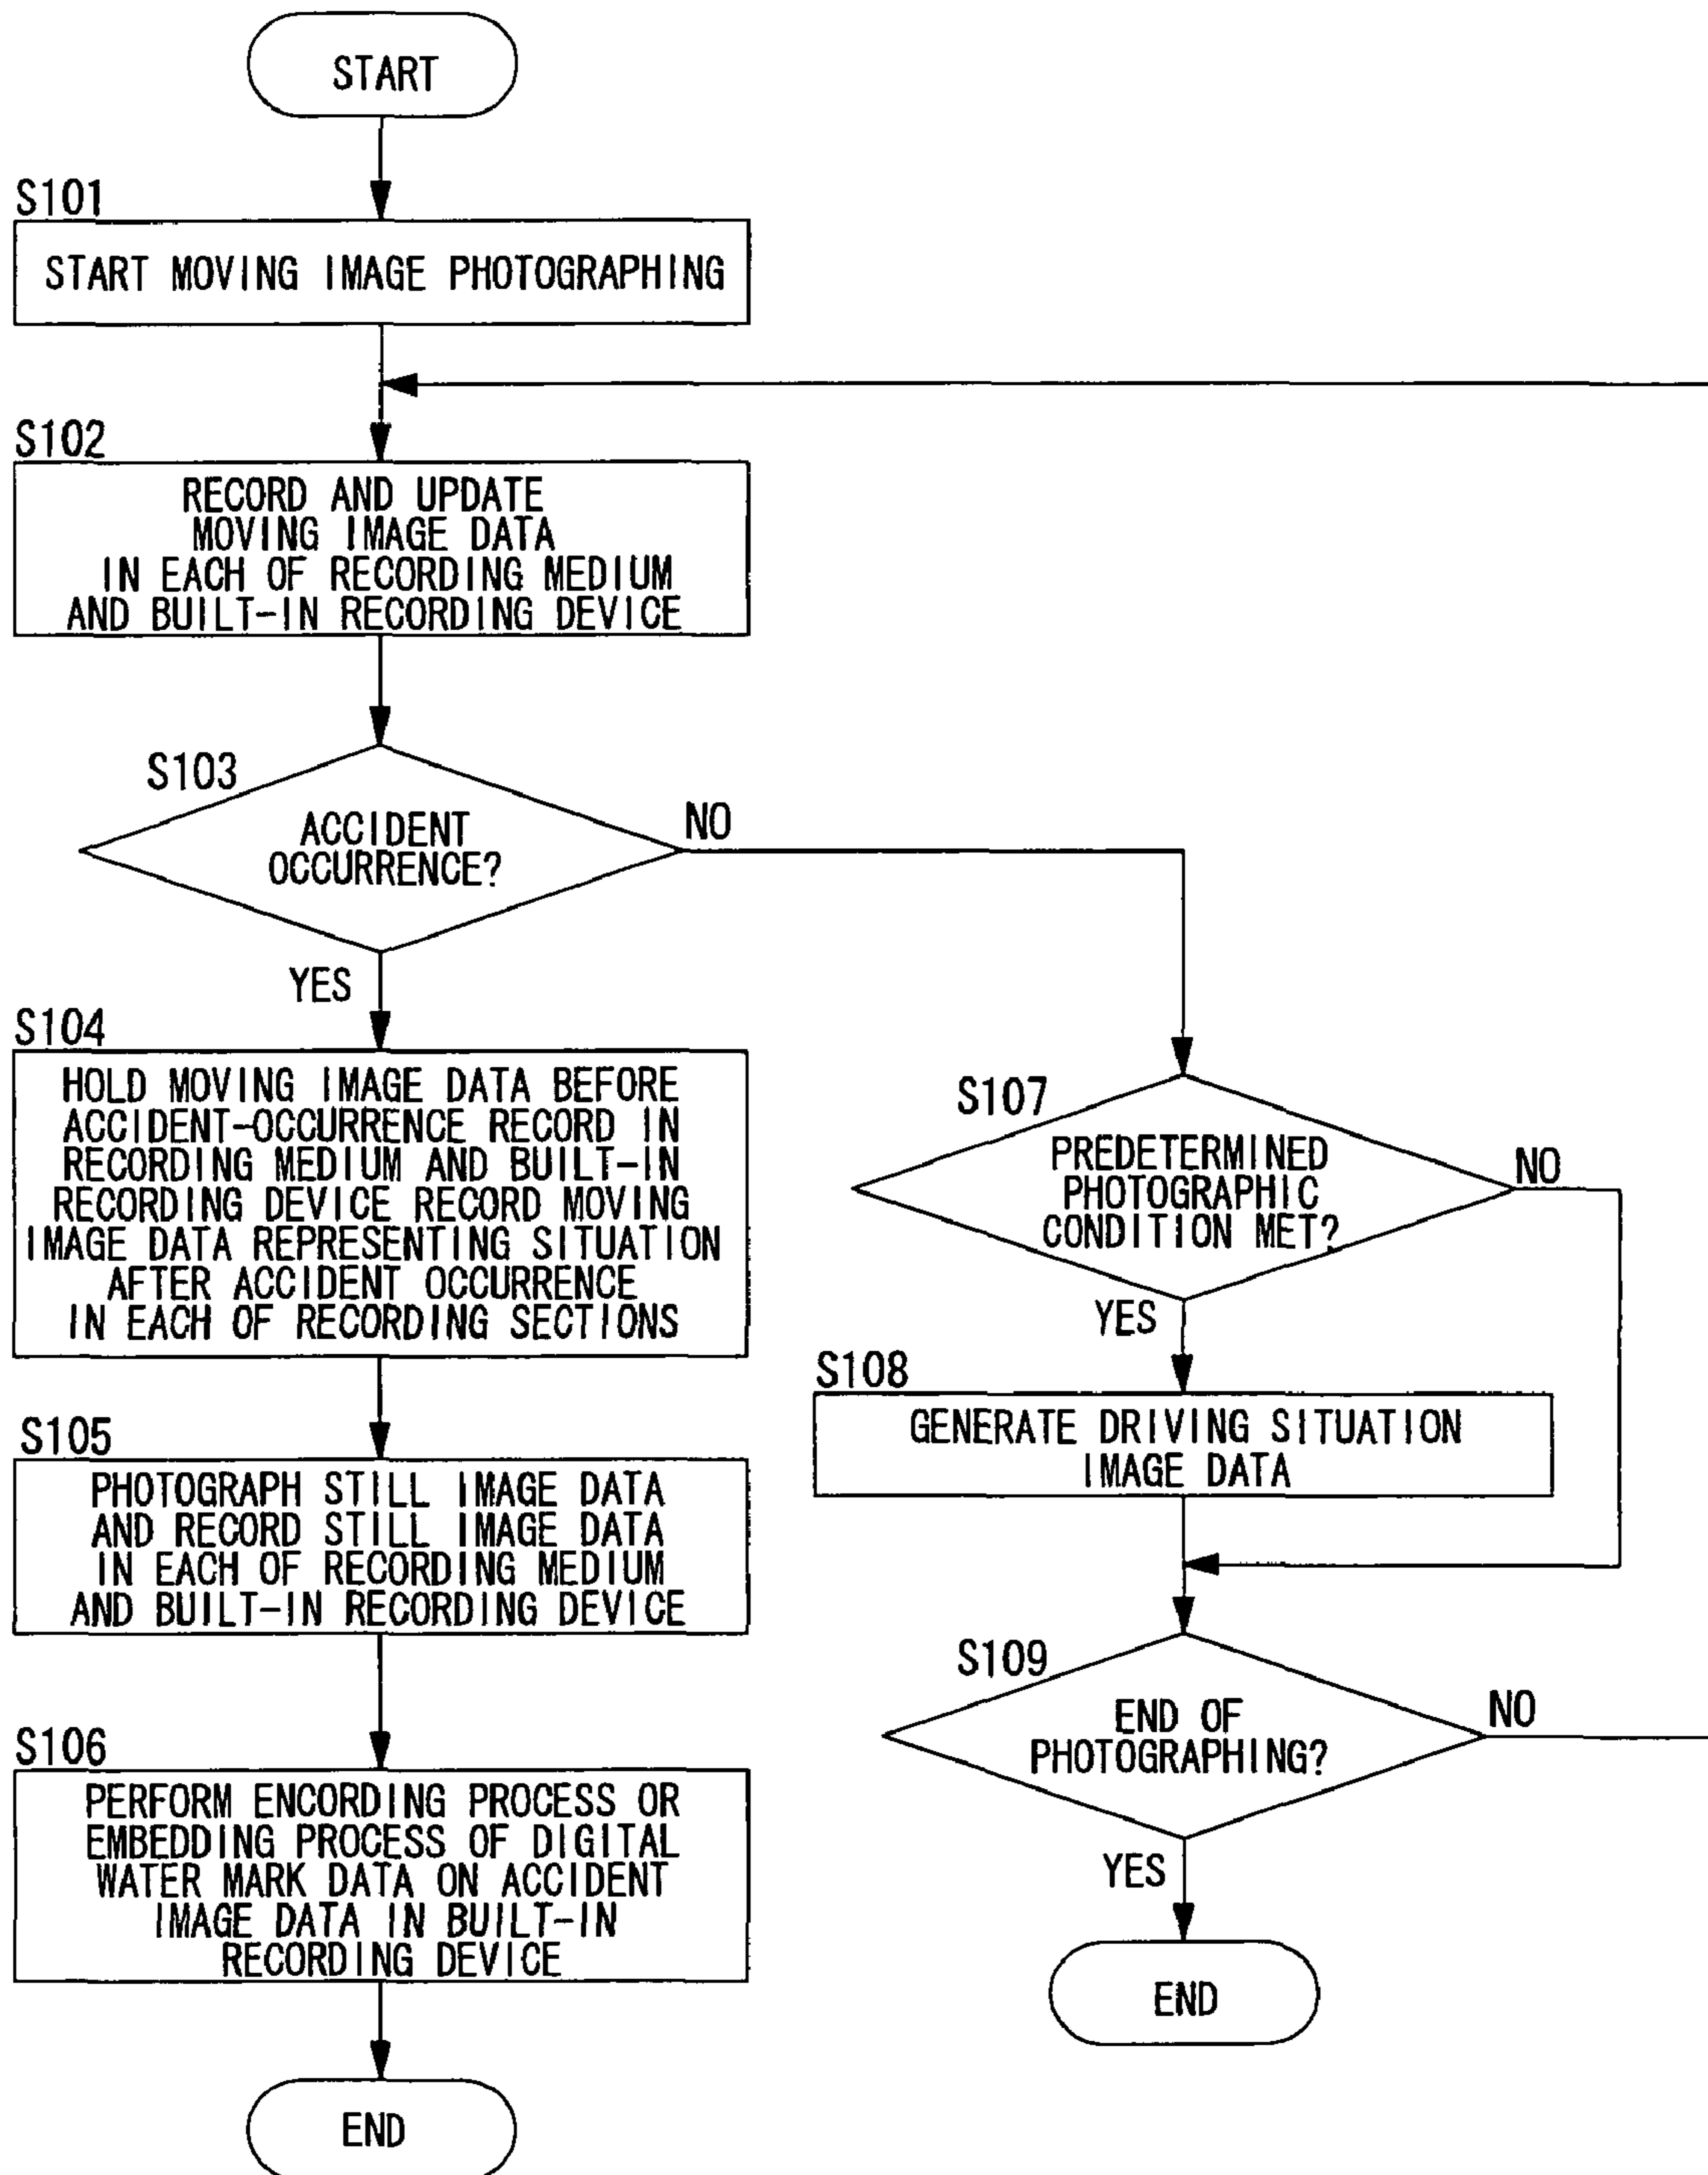 START
S101
START MOVING IMAGE PHOTOGRAPHING
S102
RECORD AND UPDATE
MOVING IMAGE DATA
IN EACH OF RECORDING MEDIUM
AND BUILT-IN RECORDING DEVICE
S103
ACCIDENT
OCCURRENCE?
NO
YES
S104
HOLD MOVING IMAGE DATA BEFORE
ACCIDENT-OCCURRENCE RECORD IN
RECORDING MEDIUM AND BUILT-IN
RECORDING DEVICE RECORD MOVING
IMAGE DATA REPRESENTING SITUATION
AFTER ACCIDENT OCCURRENCE
IN EACH OF RECORDING SECTIONS
S105
PHOTOGRAPH STILL IMAGE DATA
AND RECORD STILL IMAGE DATA
IN EACH OF RECORDING MEDIUM
AND BUILT-IN RECORDING DEVICE
S106
PERFORM ENCORDING PROCESS OR
EMBEDDING PROCESS OF DIGITAL
WATER MARK DATA ON ACCIDENT
IMAGE DATA IN BUILT-IN
RECORDING DEVICE
END
S107
PREDETERMINED
PHOTOGRAPHIC
CONDITION MET?
NO
YES
S108
GENERATE DRIVING SITUATION
IMAGE DATA
S109
END OF
PHOTOGRAPHING?
NO
YES
END